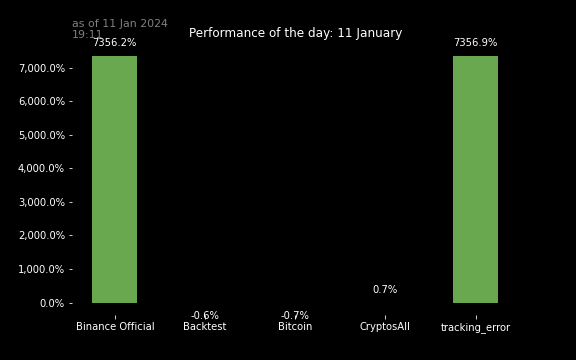 as of 11 Jan 2024
19:11
Performance of the day: 11 January
7356.2%
7356.9%
7,000.0%
6,000.0%
5,000.0%
4,000.0%
3,000.0%
2,000.0%
1,000.0%
0.7%
0.0%
-0.6%
-0.7%
Binance Official
Backtest
Bitcoin
CryptosAll
tracking_error